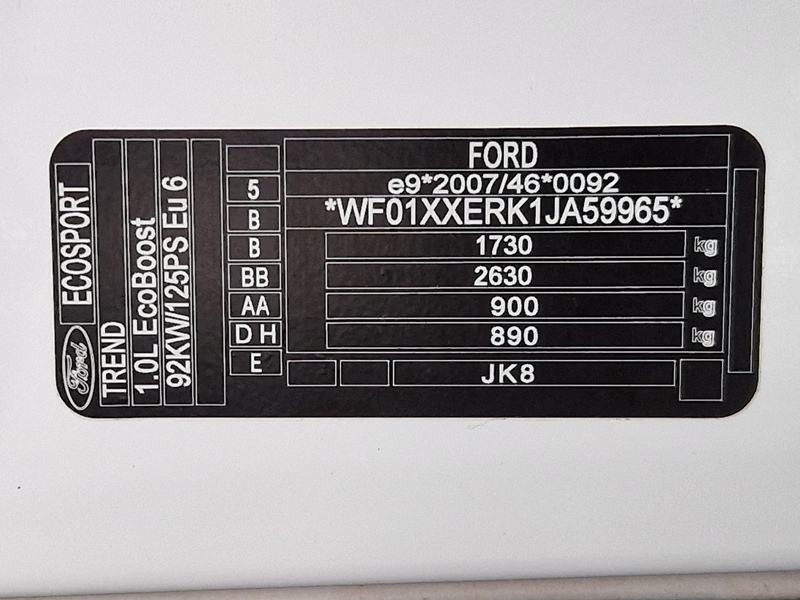 FORD
e9*2007/46*0092
*WF01XXERK1JA59965*
1730 kg
2630 kg
900 kg
890 kg
JK8
5
B
B
BB
AA
D H
E
ECOSPORT
Ford
TREND
1.0L EcoBoost
92KW/125PS Eu 6